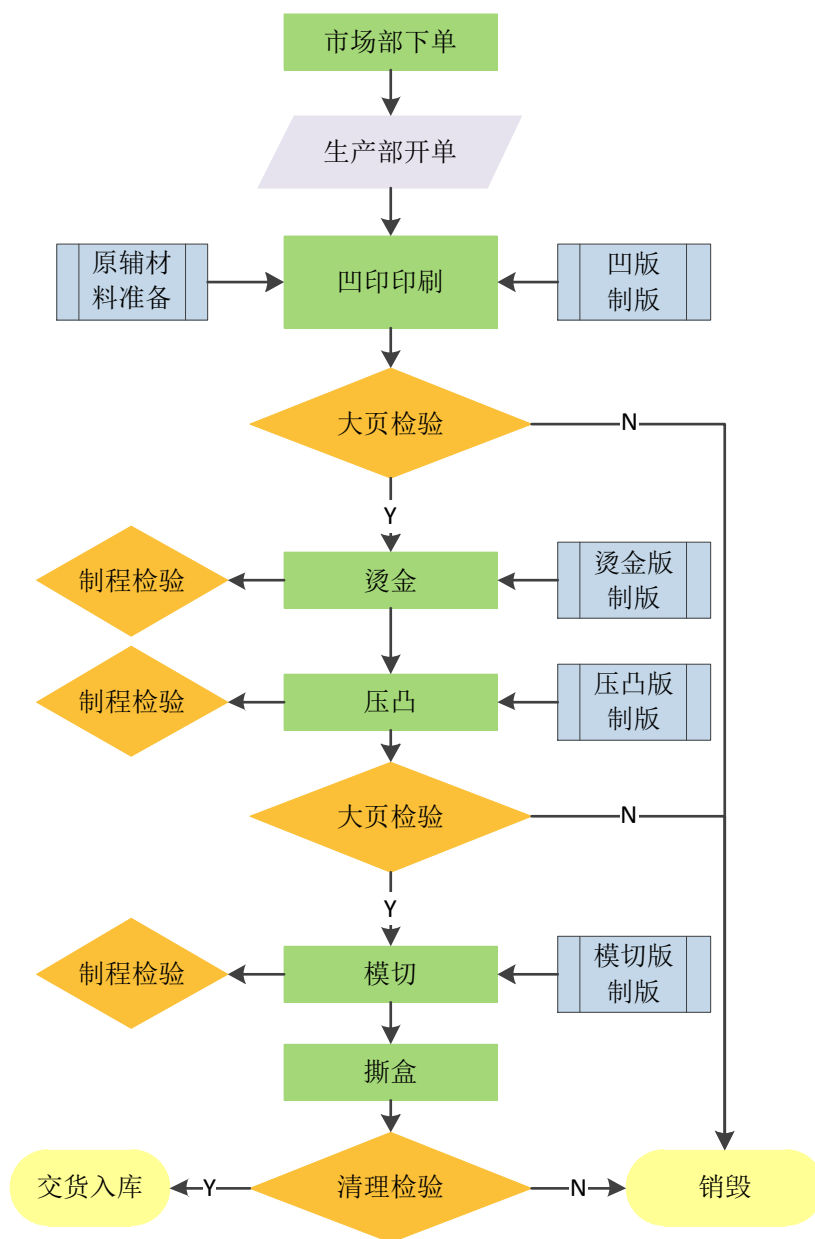 市场部下单
生产部开单
原辅材
料准备
凹印印刷
凹版
制版
大页检验
N
Y
制程检验
烫金
烫金版
制版
制程检验
压凸
压凸版
制版
大页检验
N
Y
制程检验
模切
模切版
制版
撕盒
交货入库
Y
清理检验
N
销毁